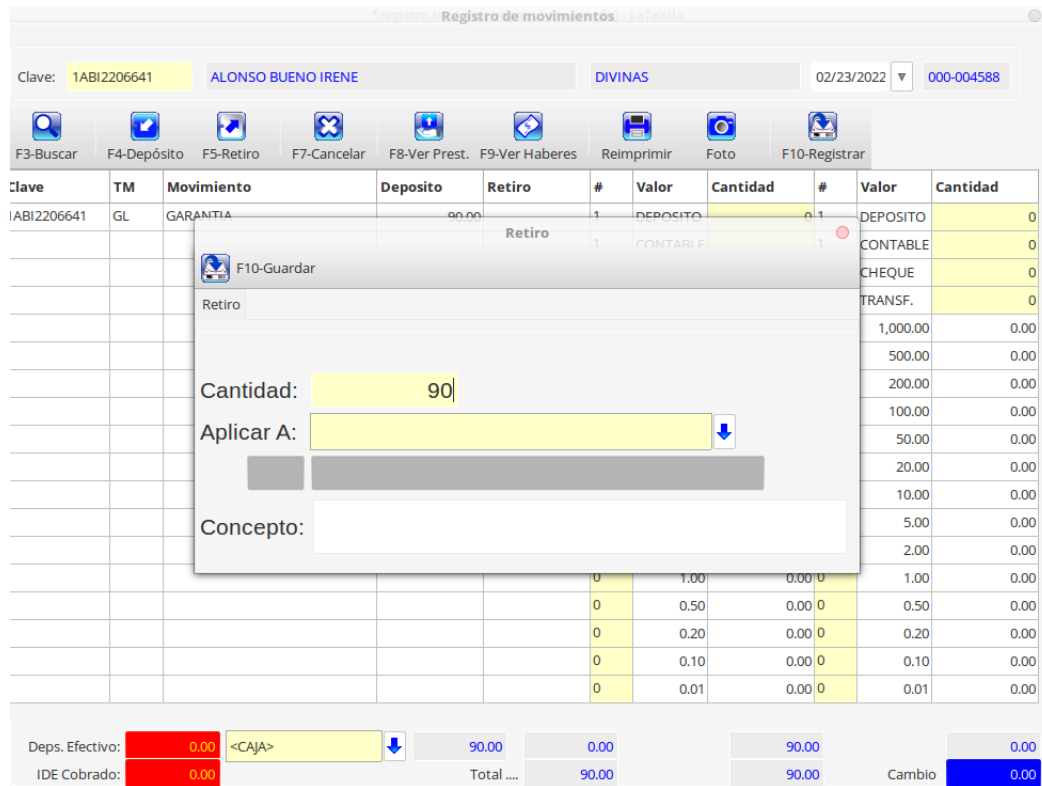 Registro de movimientos
Clave: 1ABI2206641 ALONSO BUENO IRENE DIVINAS 02/23/2022 000-004588
F3-Buscar F4-Depósito F5-Retiro F7-Cancelar F8-Ver Prest. F9-Ver Haberes Reimprimir Foto F10-Registrar
Clave TM Movimiento Deposito Retiro # Valor Cantidad # Valor Cantidad
1ABI2206641 GL GARANTIA 90.00 1 DEPOSITO 0 1 DEPOSITO 0
Retiro
1 CONTABLE 1 CONTABLE 0
F10-Guardar
CHEQUE 0
Retiro
TRANSF. 0
1,000.00 0.00
500.00 0.00
200.00 0.00
Cantidad: 90
100.00 0.00
Aplicar A:
50.00 0.00
20.00 0.00
10.00 0.00
Concepto:
5.00 0.00
2.00 0.00
0 1.00 0.00 0 1.00 0.00
0 0.50 0.00 0 0.50 0.00
0 0.20 0.00 0 0.20 0.00
0 0.10 0.00 0 0.10 0.00
0 0.01 0.00 0 0.01 0.00
Deps. Efectivo: 0.00 <CAJA> 90.00 0.00 90.00 0.00
IDE Cobrado: 0.00 Total .... 90.00 90.00 Cambio 0.00